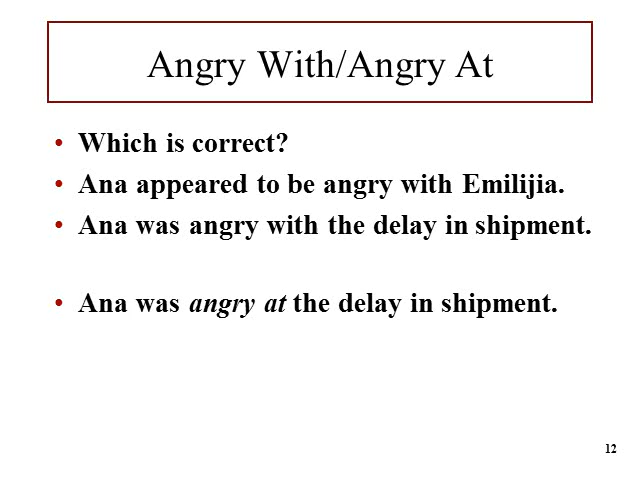 Angry With/Angry At
• Which is correct?
• Ana appeared to be angry with Emilijia.
• Ana was angry with the delay in shipment.
• Ana was angry at the delay in shipment.
12